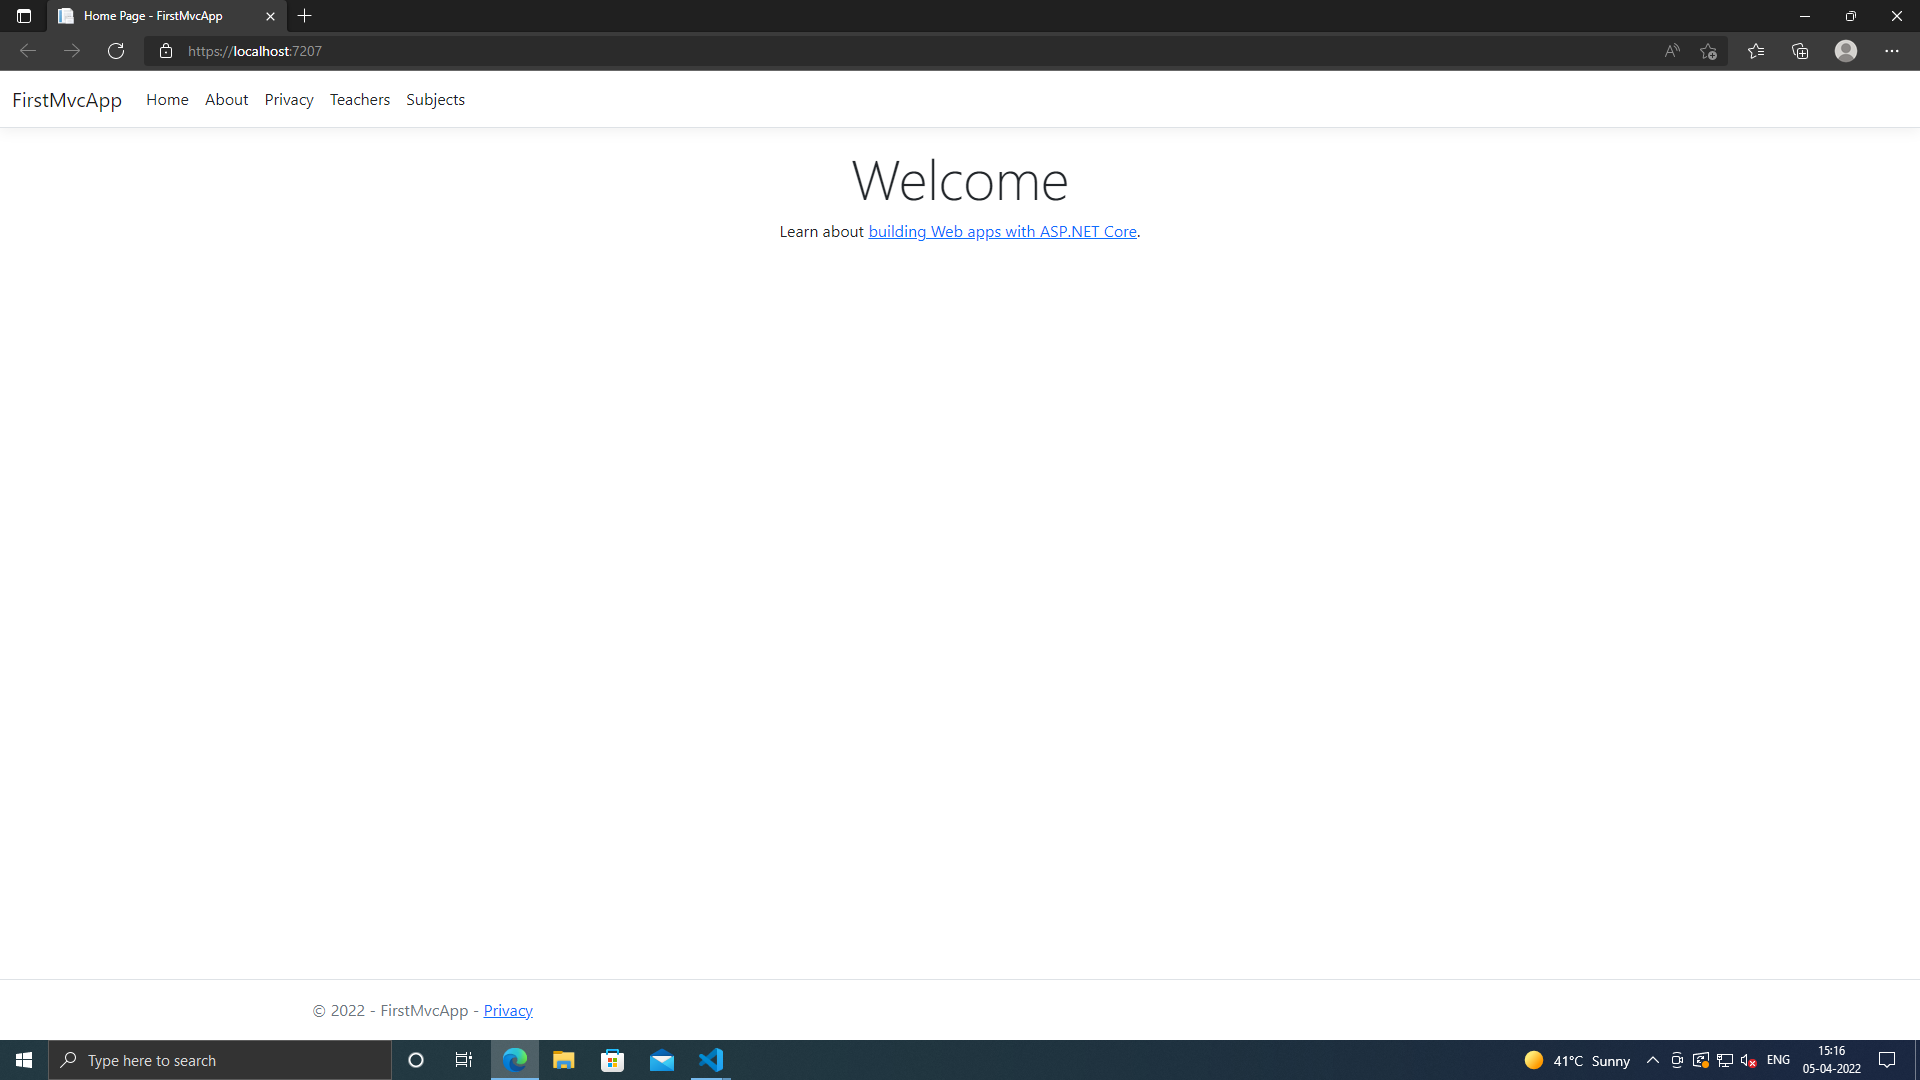 Home Page - FirstMvcApp
https://localhost:7207
FirstMvcApp Home About Privacy Teachers Subjects
Welcome
Learn about building Web apps with ASP.NET Core.
© 2022 - FirstMvcApp - Privacy
Type here to search
41°C Sunny
ENG
15:16
05-04-2022